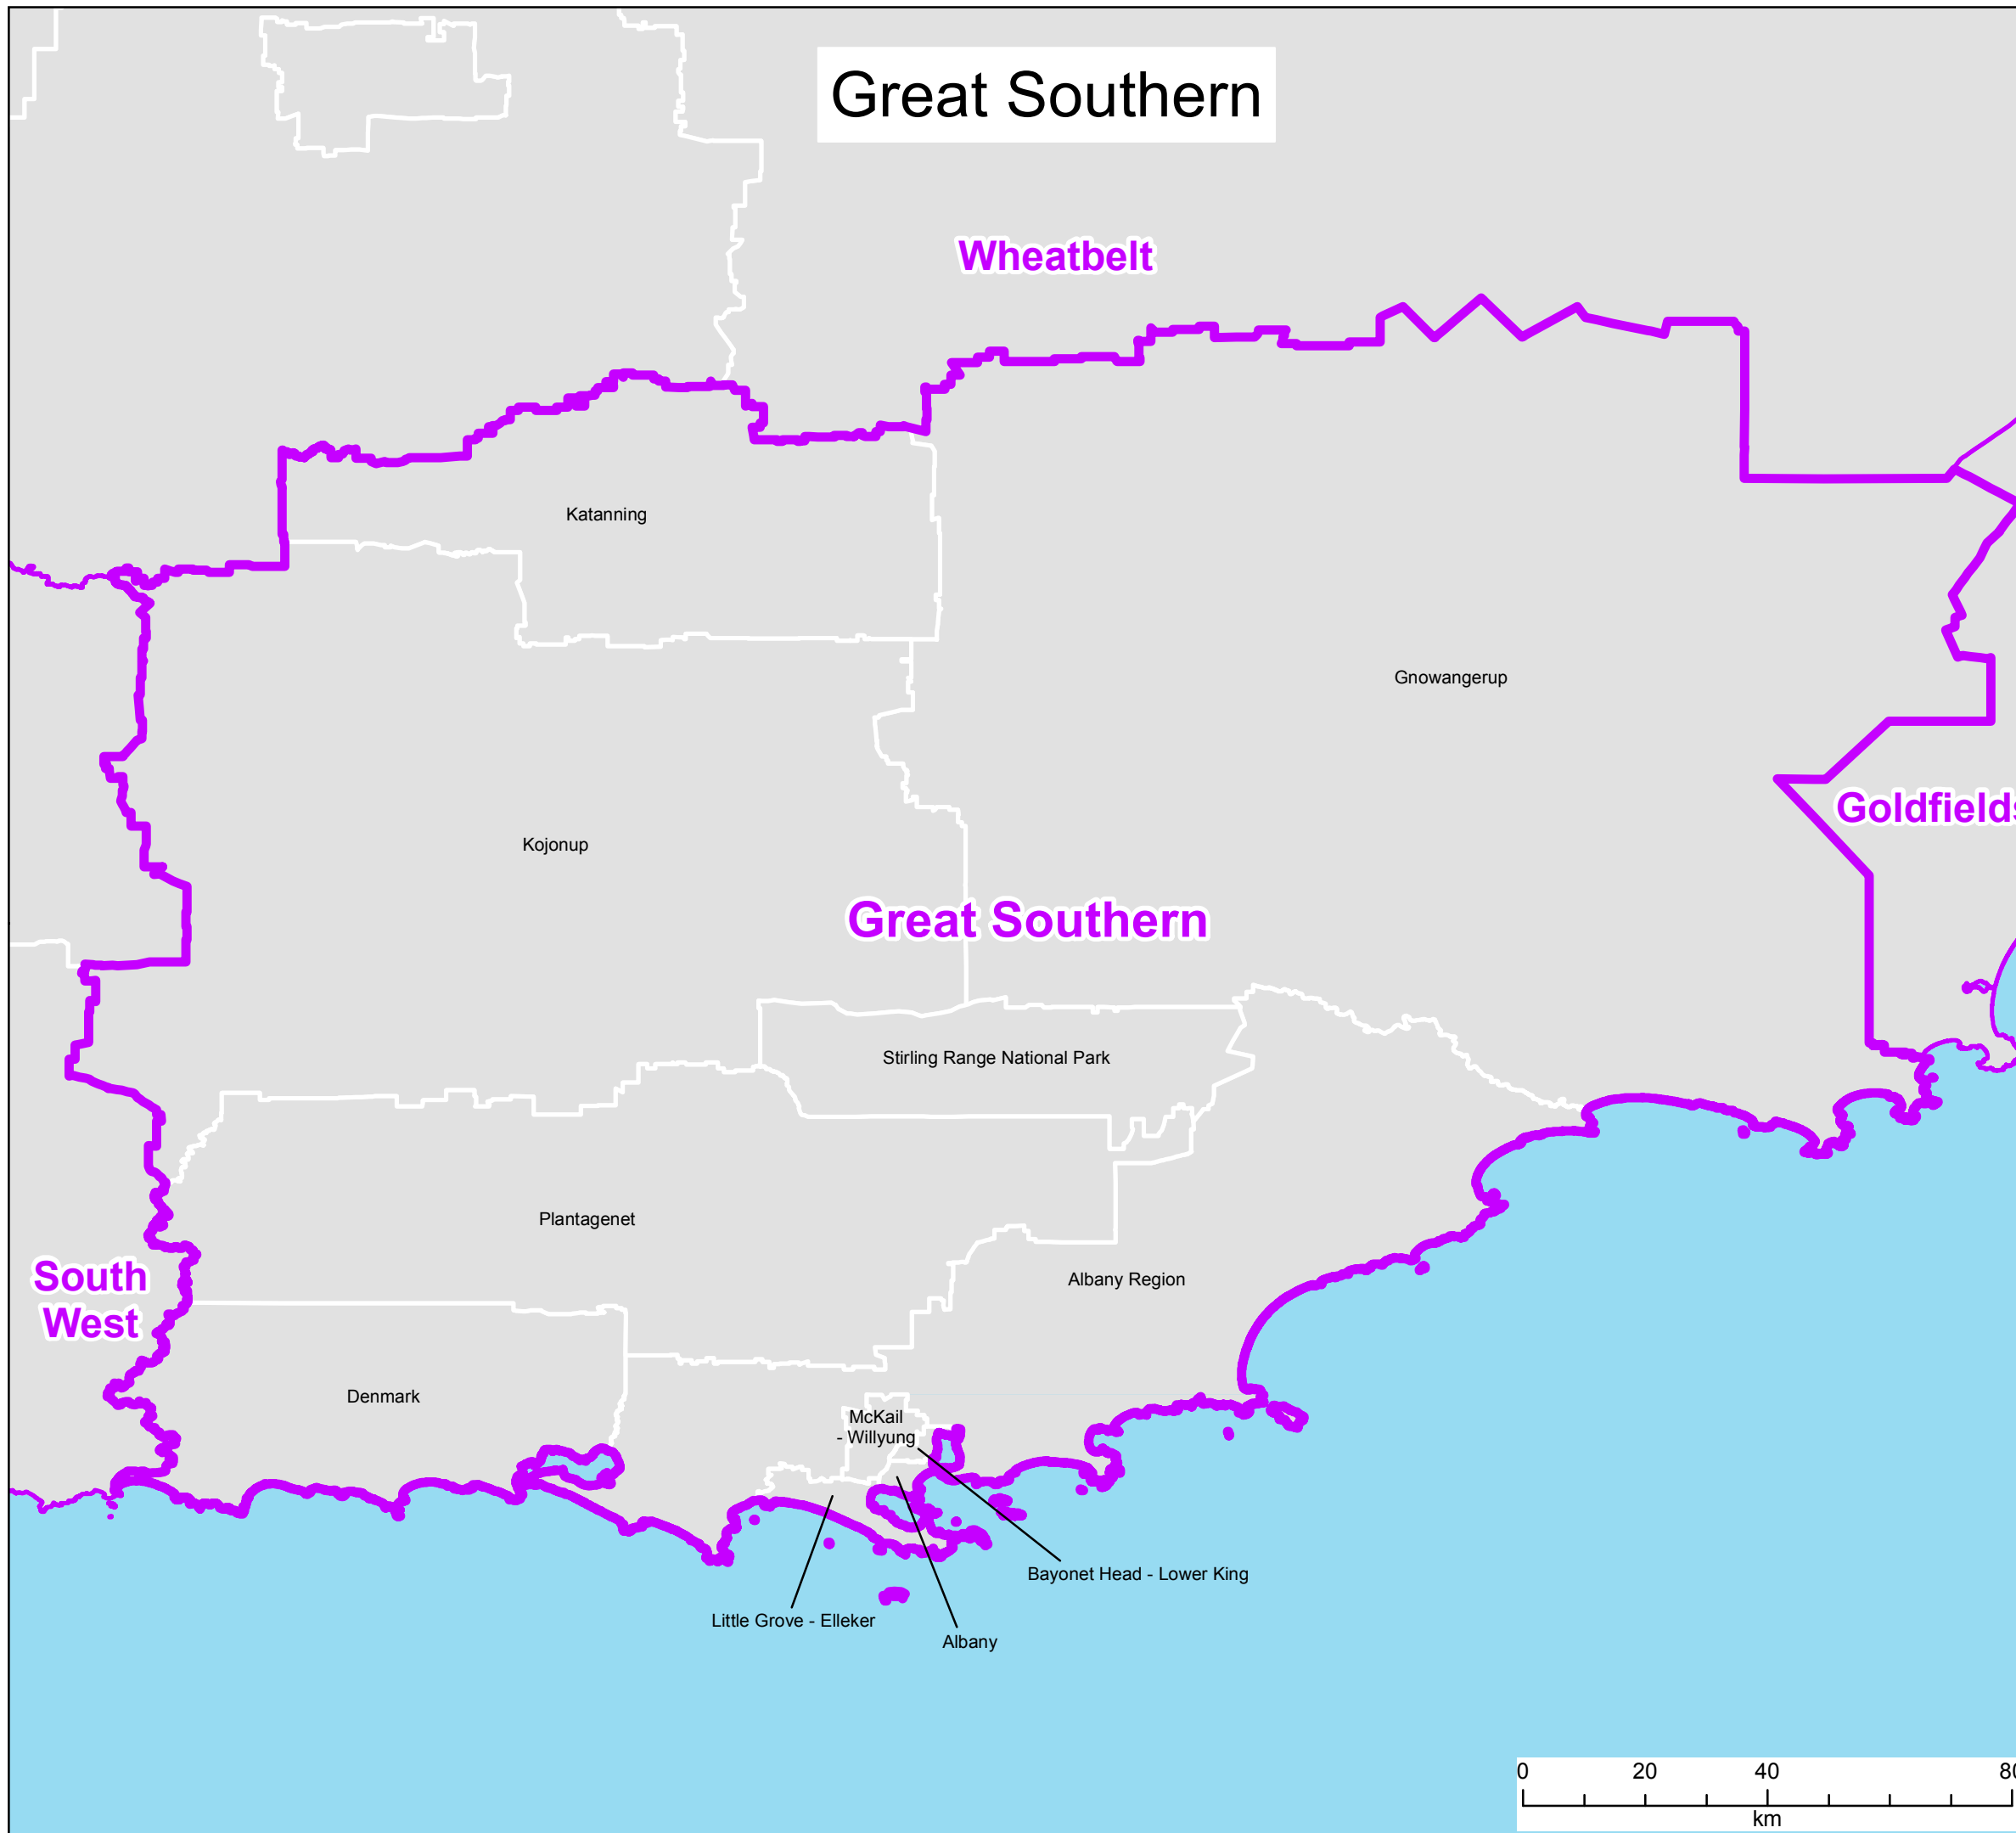 Great Southern
Wheatbelt
Katanning
Gnowangerup
Goldfields
Kojonup
Great Southern
Stirling Range National Park
Plantagenet
South
West
Albany Region
Denmark
McKail
- Willyung
Bayonet Head - Lower King
Little Grove - Elleker
Albany
0 20 40 80
km